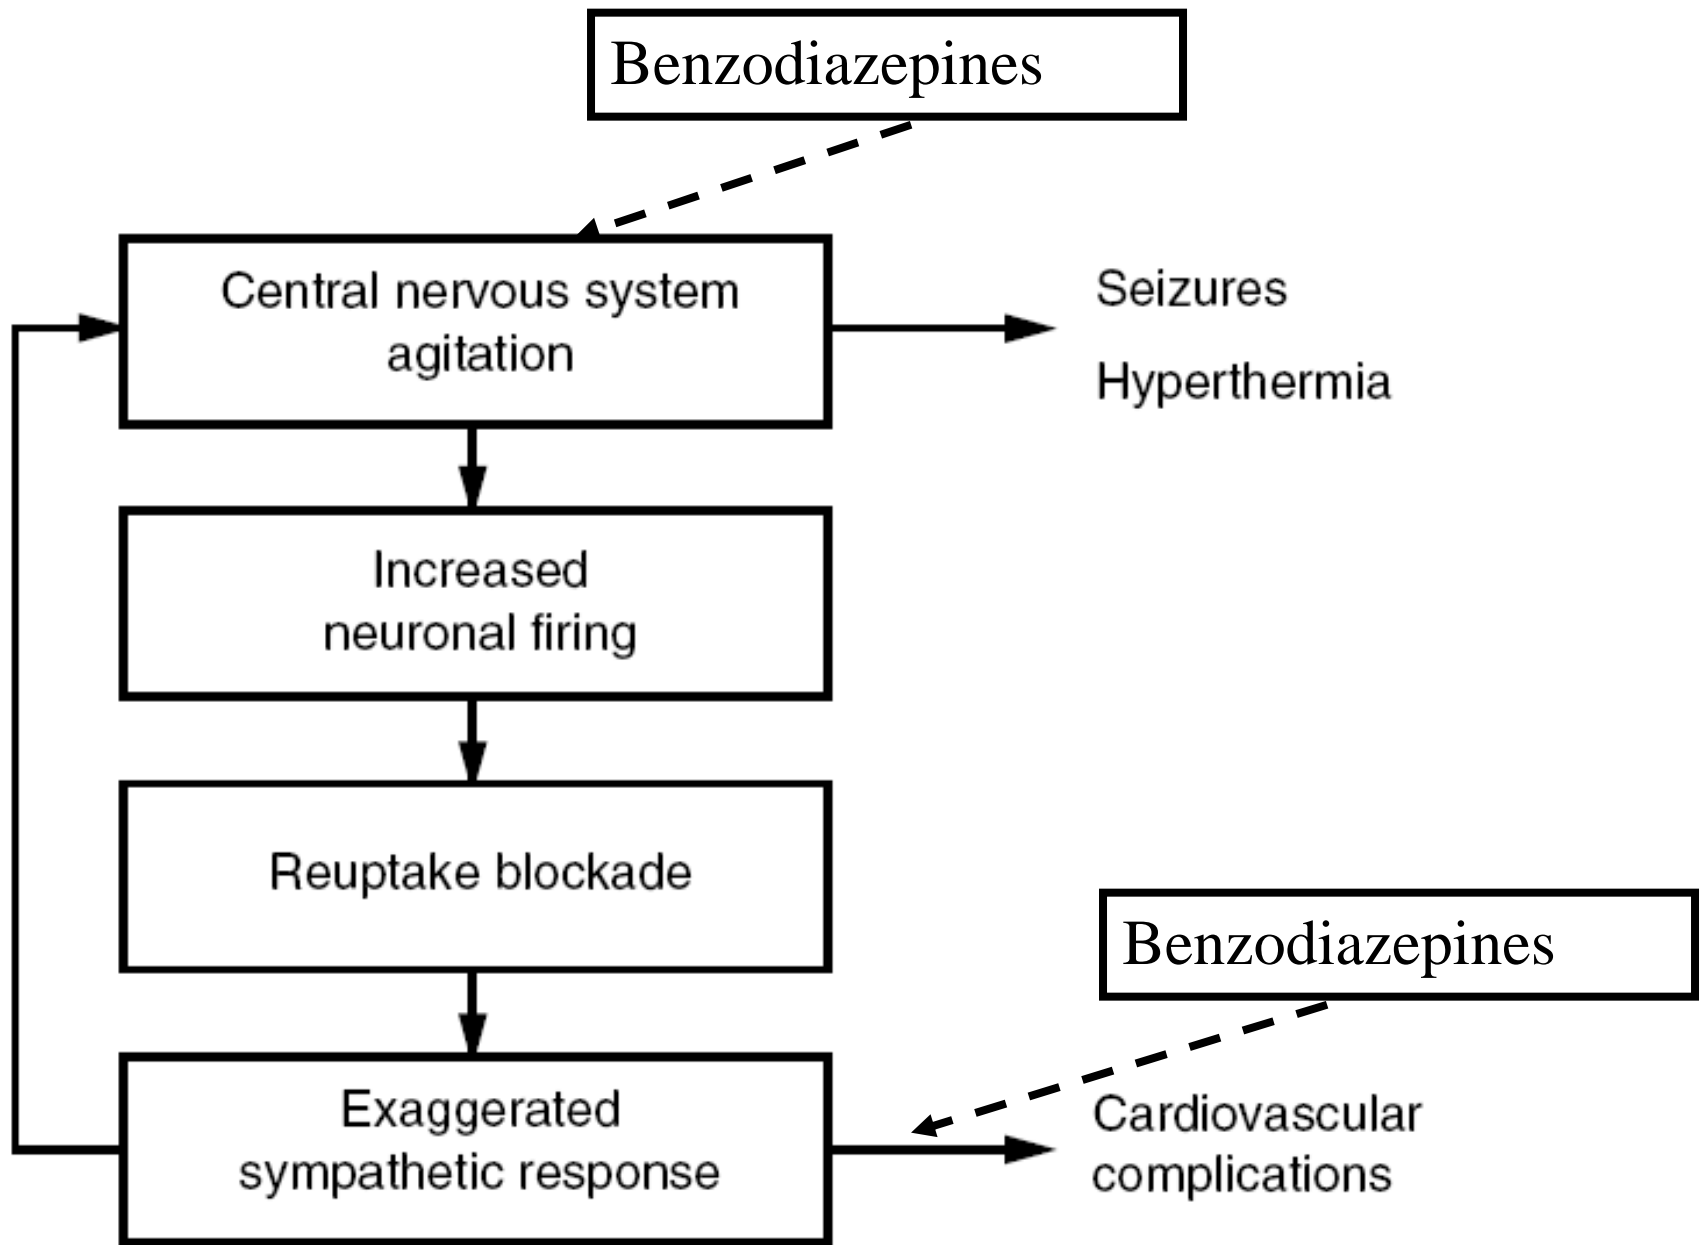 Benzodiazepines
Central nervous system
agitation
Seizures
Hyperthermia
Increased
neuronal firing
Reuptake blockade
Benzodiazepines
Exaggerated
sympathetic response
Cardiovascular
complications